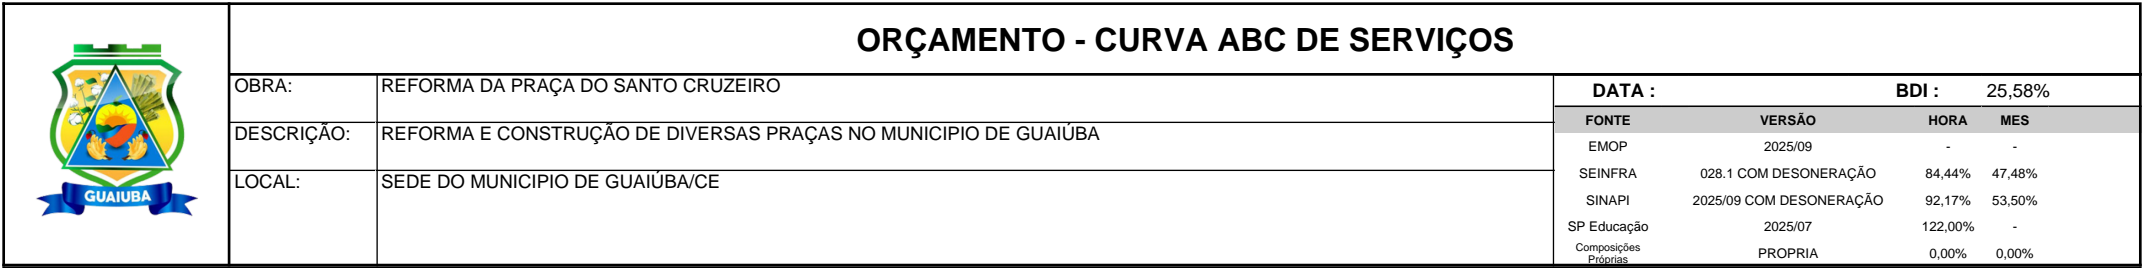 ORÇAMENTO - CURVA ABC DE SERVIÇOS
GUAIUBA
OBRA: REFORMA DA PRAÇA DO SANTO CRUZEIRO
DESCRIÇÃO: REFORMA E CONSTRUÇÃO DE DIVERSAS PRAÇAS NO MUNICIPIO DE GUAIÚBA
LOCAL: SEDE DO MUNICIPIO DE GUAIÚBA/CE
DATA : BDI : 25,58%
FONTE VERSÃO HORA MES
EMOP 2025/09 - -
SEINFRA 028.1 COM DESONERAÇÃO 84,44% 47,48%
SINAPI 2025/09 COM DESONERAÇÃO 92,17% 53,50%
SP Educação 2025/07 122,00% -
Composições Próprias PROPRIA 0,00% 0,00%